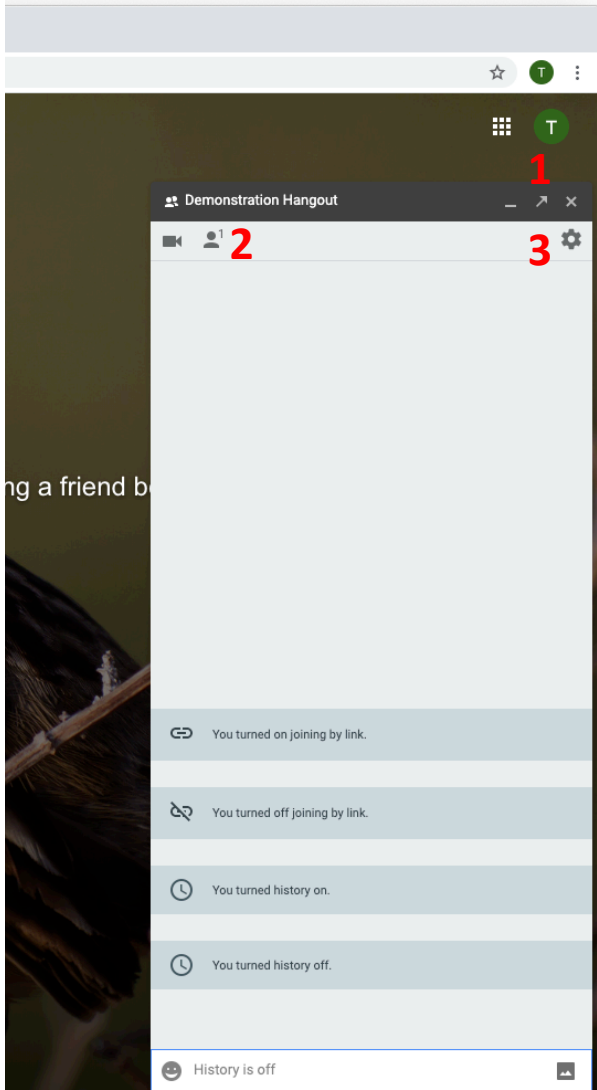 T
T
1
Demonstration Hangout
1
2
3
ng a friend b
You turned on joining by link.
You turned off joining by link.
You turned history on.
You turned history off.
History is off